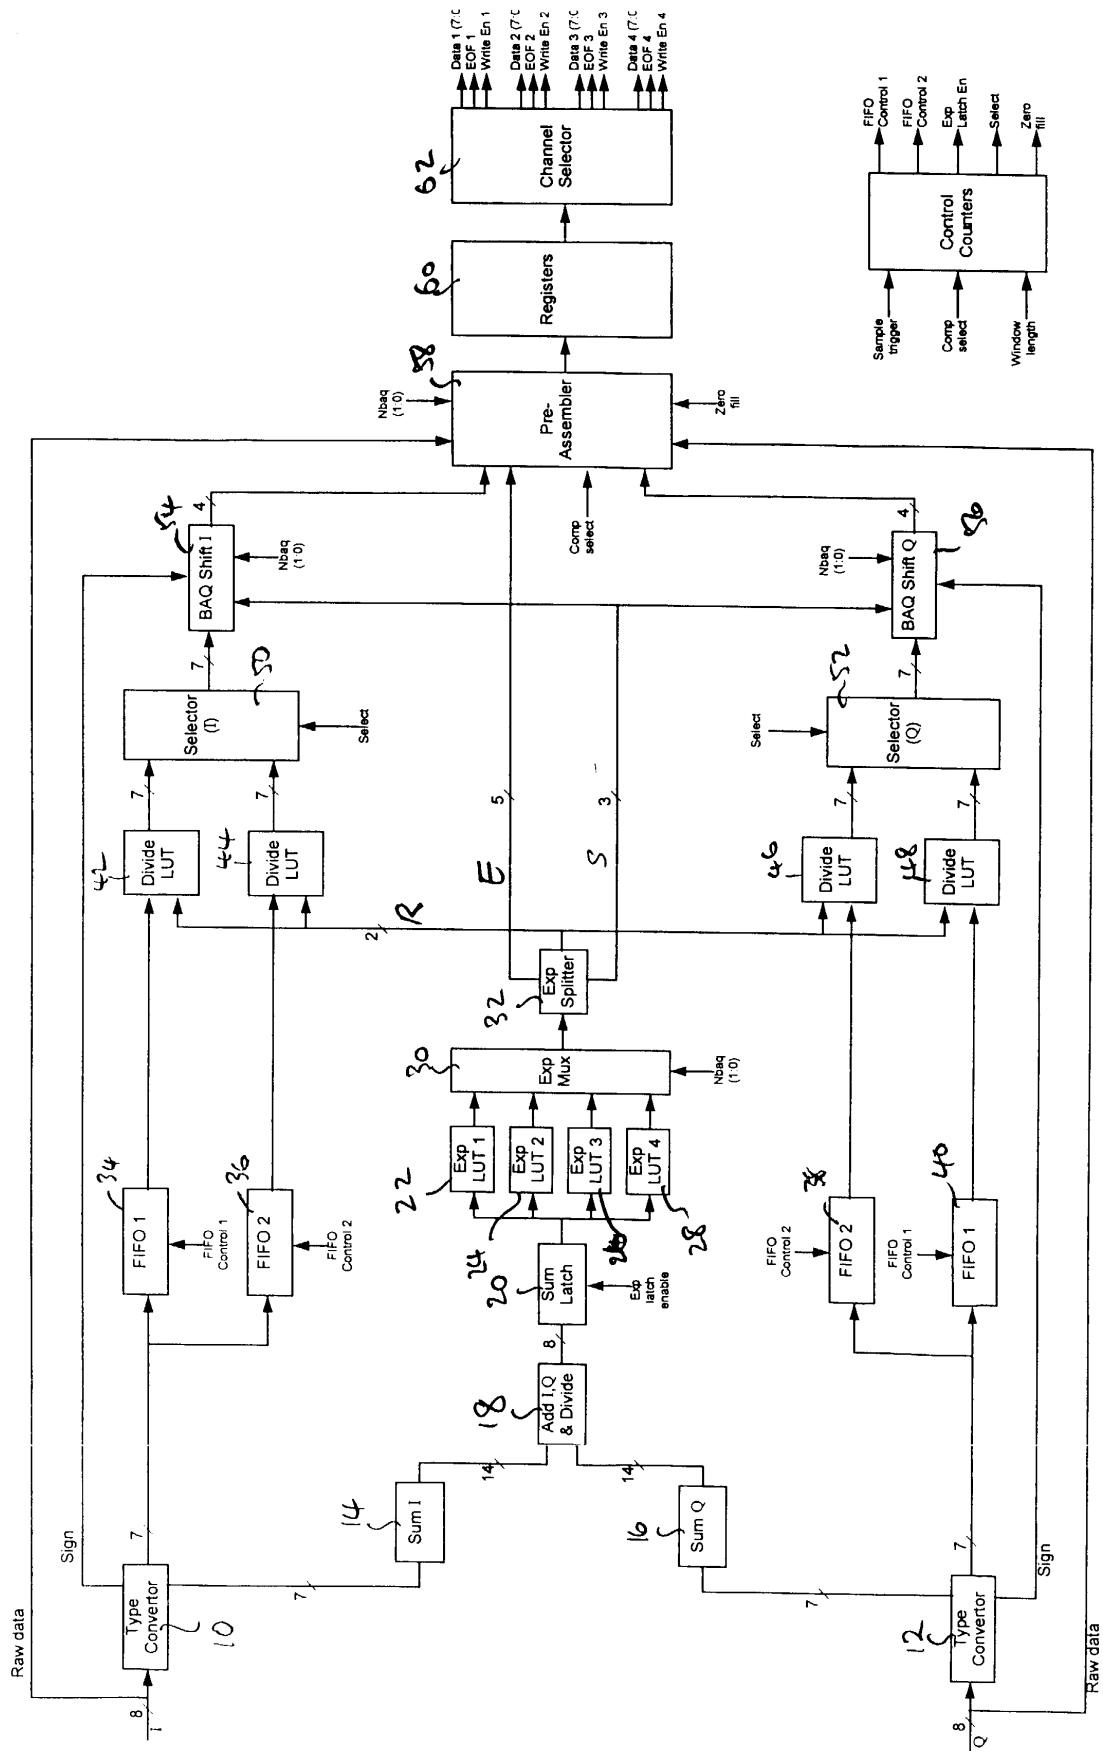 Raw data
8
I
Type
Convertor
10
Sign
7
7
Sum I
14
14
FIFO 1
34
FIFO
Control 1
FIFO 2
36
FIFO
Control 2
Divide
LUT
42
Divide
LUT
44
7
7
Selector
(I)
50
Select
7
BAQ Shift I
54
Nbaq
(1:0)
4
Add I,Q
& Divide
18
8
Sum
Latch
20
Exp
latch
enable
Exp
LUT 1
22
Exp
LUT 2
24
Exp
LUT 3
26
Exp
LUT 4
28
Exp
Mux
30
Nbaq
(1:0)
Exp
Splitter
32
2
R
E
5
S
3
Comp
select
Pre-
Assembler
58
Nbaq
(1:0)
Zero
fill
Registers
60
Channel
Selector
62
Data 1 (7:0
EOF 1
Write En 1
Data 2 (7:0
EOF 2
Write En 2
Data 3 (7:0
EOF 3
Write En 3
Data 4 (7:0
EOF 4
Write En 4
14
Sum Q
16
7
Q
8
Type
Convertor
12
7
Sign
Raw data
FIFO
Control 2
FIFO 2
38
FIFO
Control 1
FIFO 1
40
Divide
LUT
46
Divide
LUT
48
7
7
Select
Selector
(Q)
52
7
BAQ Shift Q
56
Nbaq
(1:0)
4
Sample
trigger
Comp
select
Window
length
Control
Counters
FIFO
Control 1
FIFO
Control 2
Exp
Latch En
Select
Zero
fill